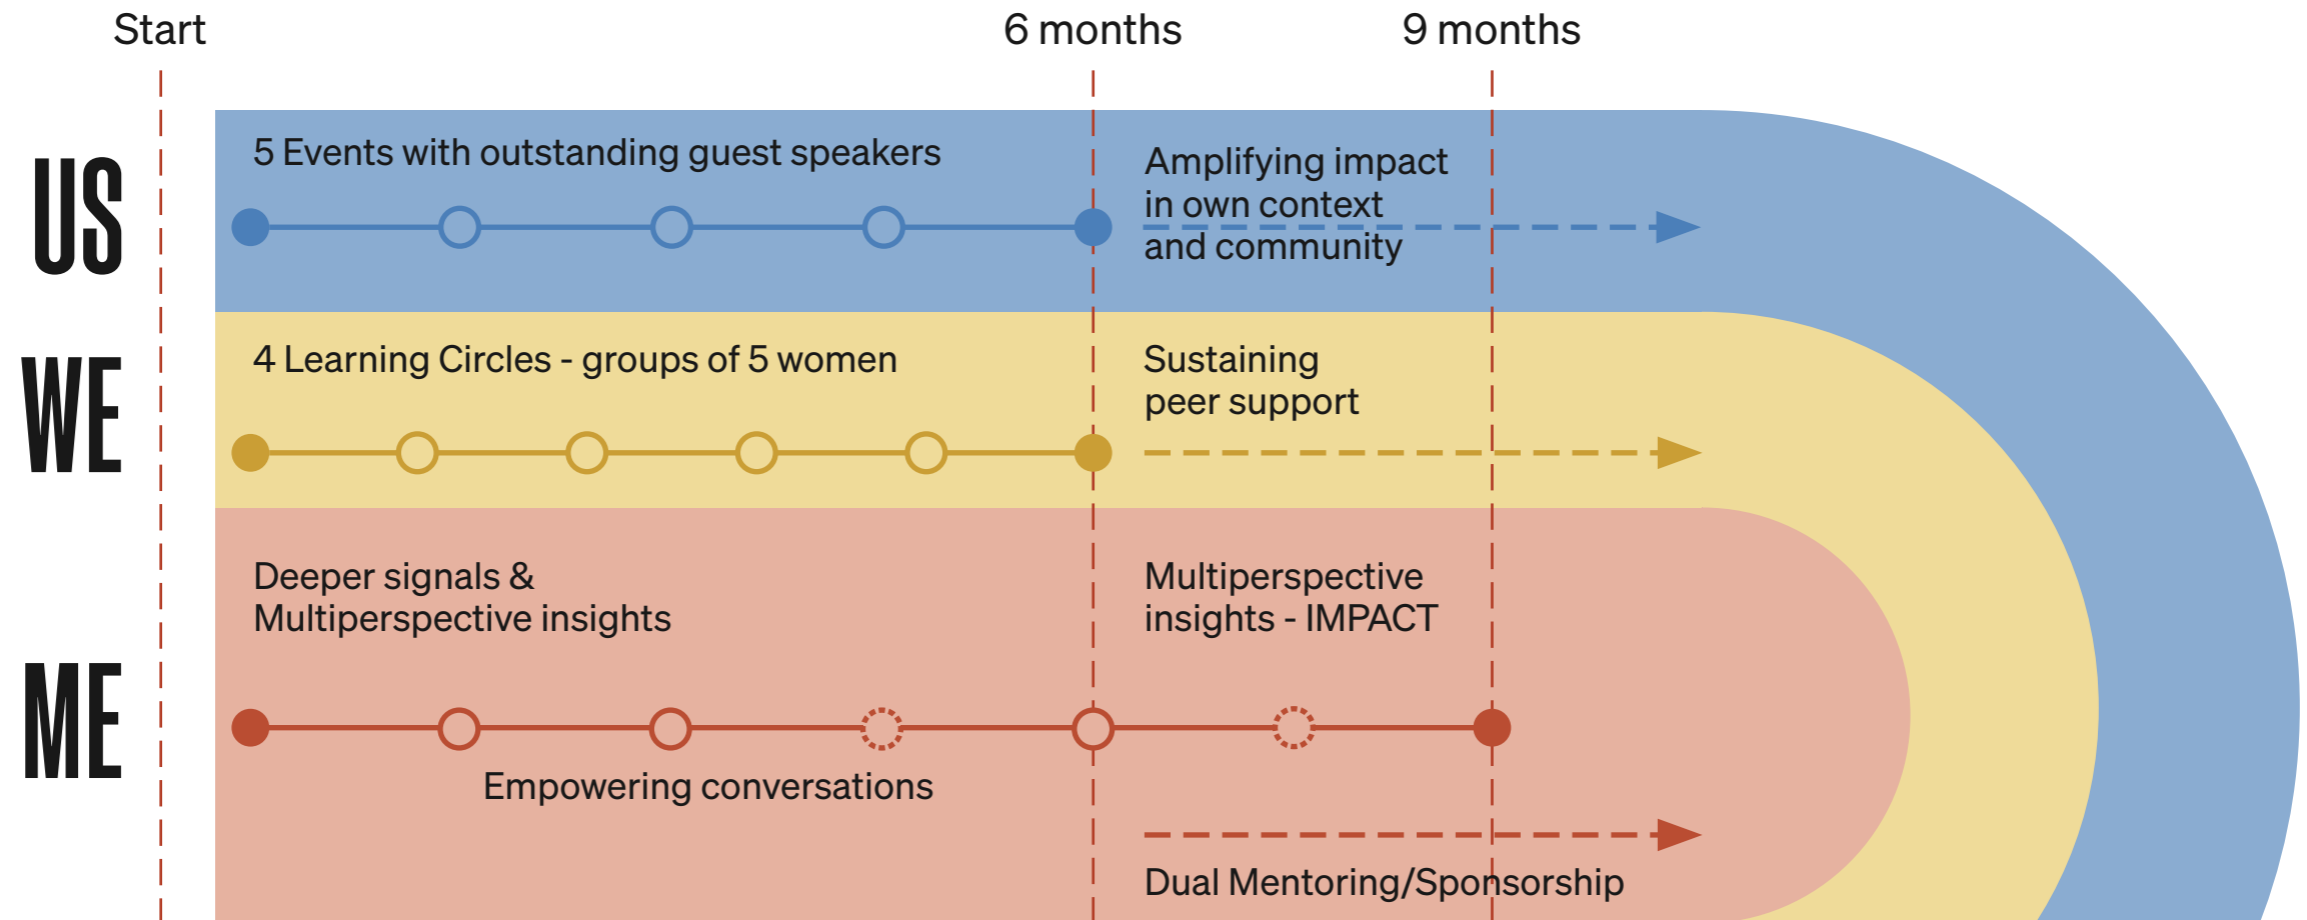 Start
6 months
9 months
US
5 Events with outstanding guest speakers
Amplifying impact
in own context
and community
WE
4 Learning Circles - groups of 5 women
Sustaining
peer support
ME
Deeper signals &
Multiperspective insights
Multiperspective
insights - IMPACT
Empowering conversations
Dual Mentoring/Sponsorship